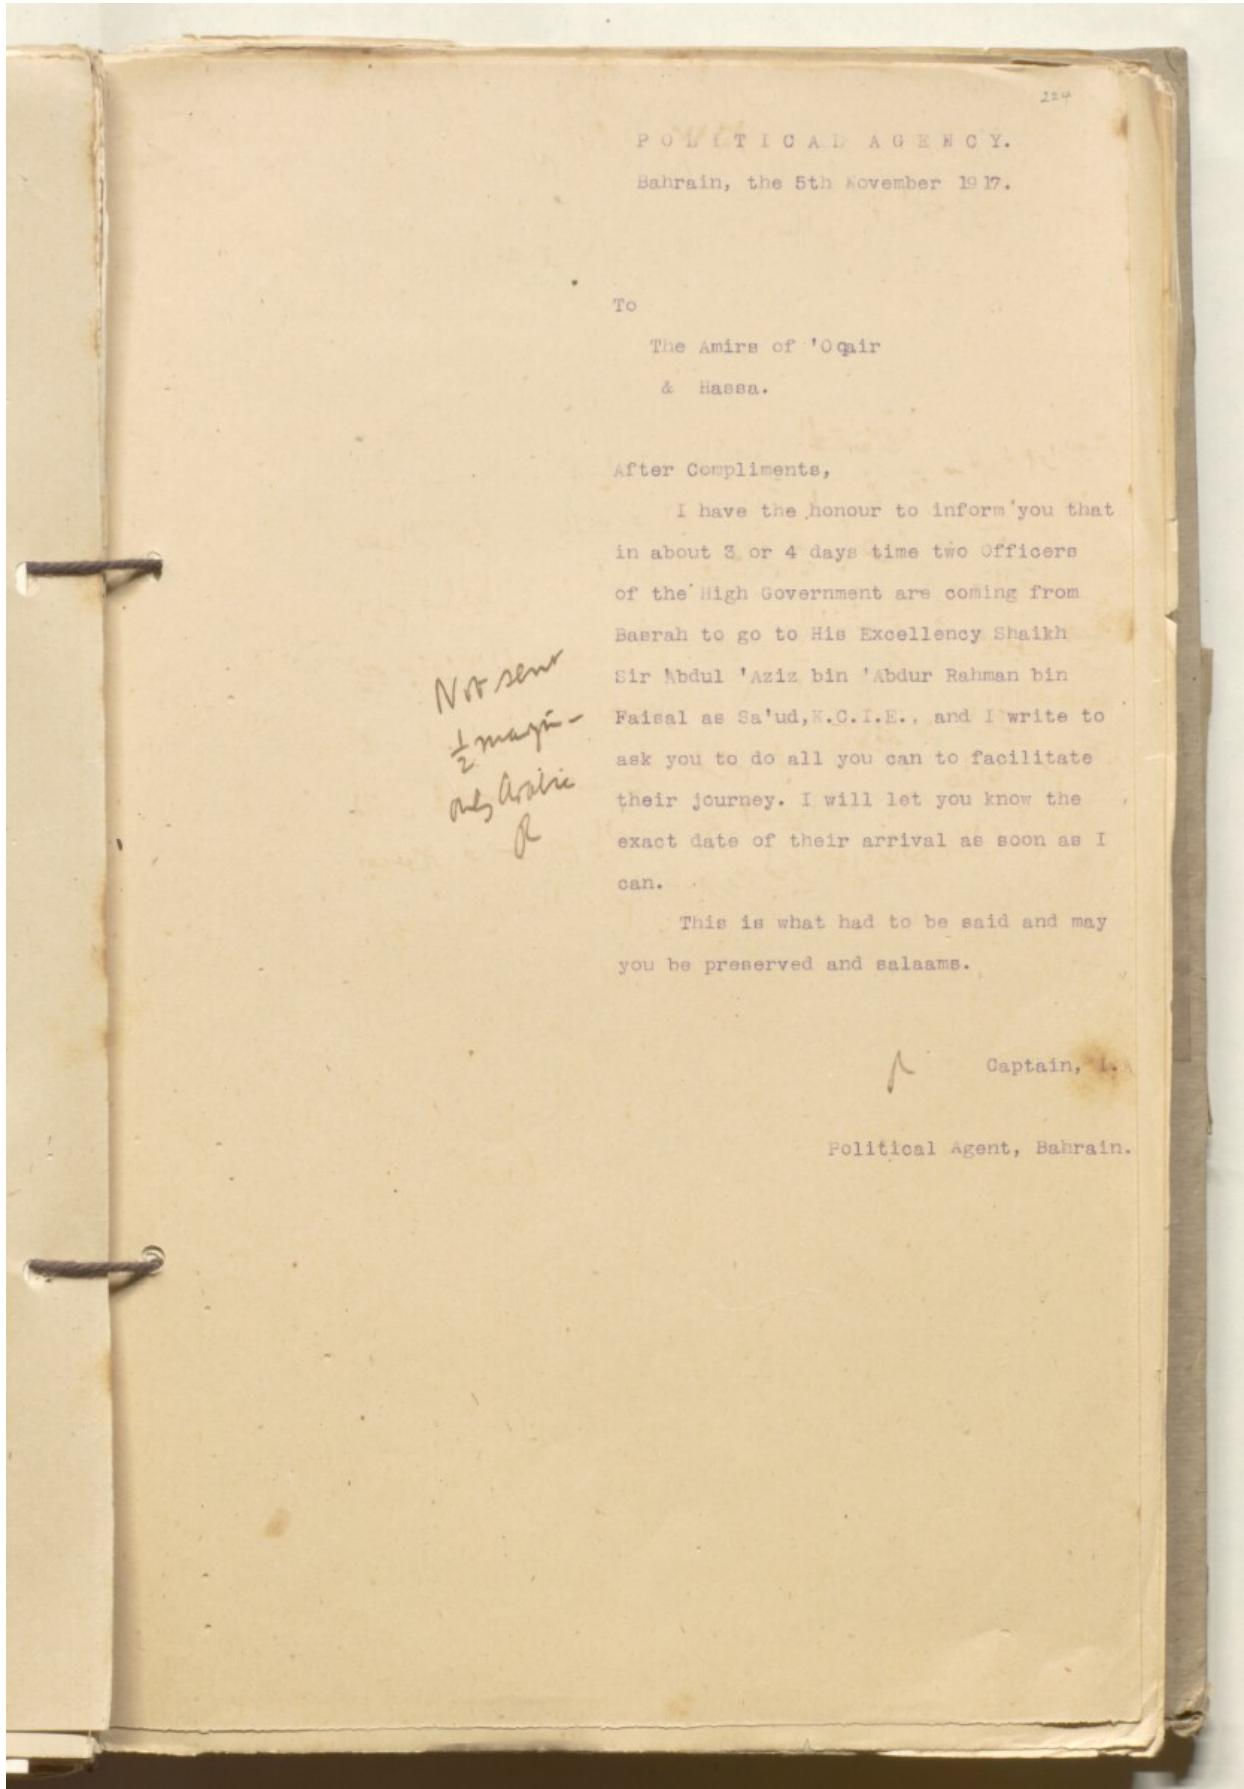 224
POLITICAL AGENCY.
Bahrain, the 5th November 1917.
To
The Amirs of 'Oqair
& Hassa.
After Compliments,
I have the honour to inform you that
in about 3 or 4 days time two Officers
of the High Government are coming from
Basrah to go to His Excellency Shaikh
Sir Abdul 'Aziz bin 'Abdur Rahman bin
Faisal as Sa'ud,K.C.I.E., and I write to
ask you to do all you can to facilitate
their journey. I will let you know the
exact date of their arrival as soon as I
can.
This is what had to be said and may
you be preserved and salaams.
Captain,
Political Agent, Bahrain.
Not sent
½ margin -
only Arabic